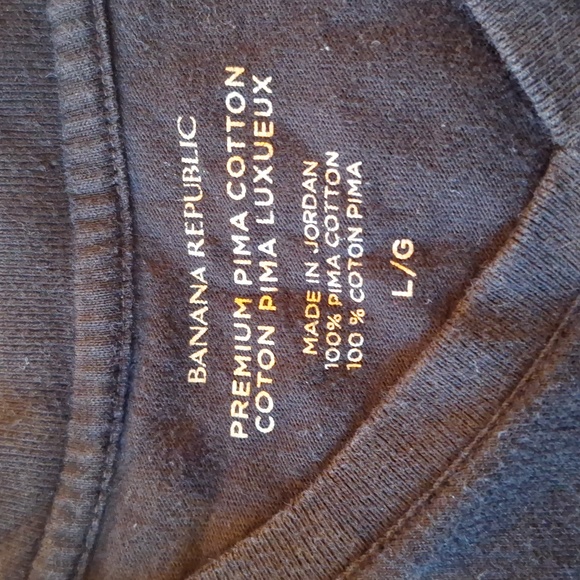 BANANA REPUBLIC
PREMIUM PIMA COTTON
COTON PIMA LUXUEUX
MADE IN JORDAN
100% PIMA COTTON
100 % COTON PIMA
L/G